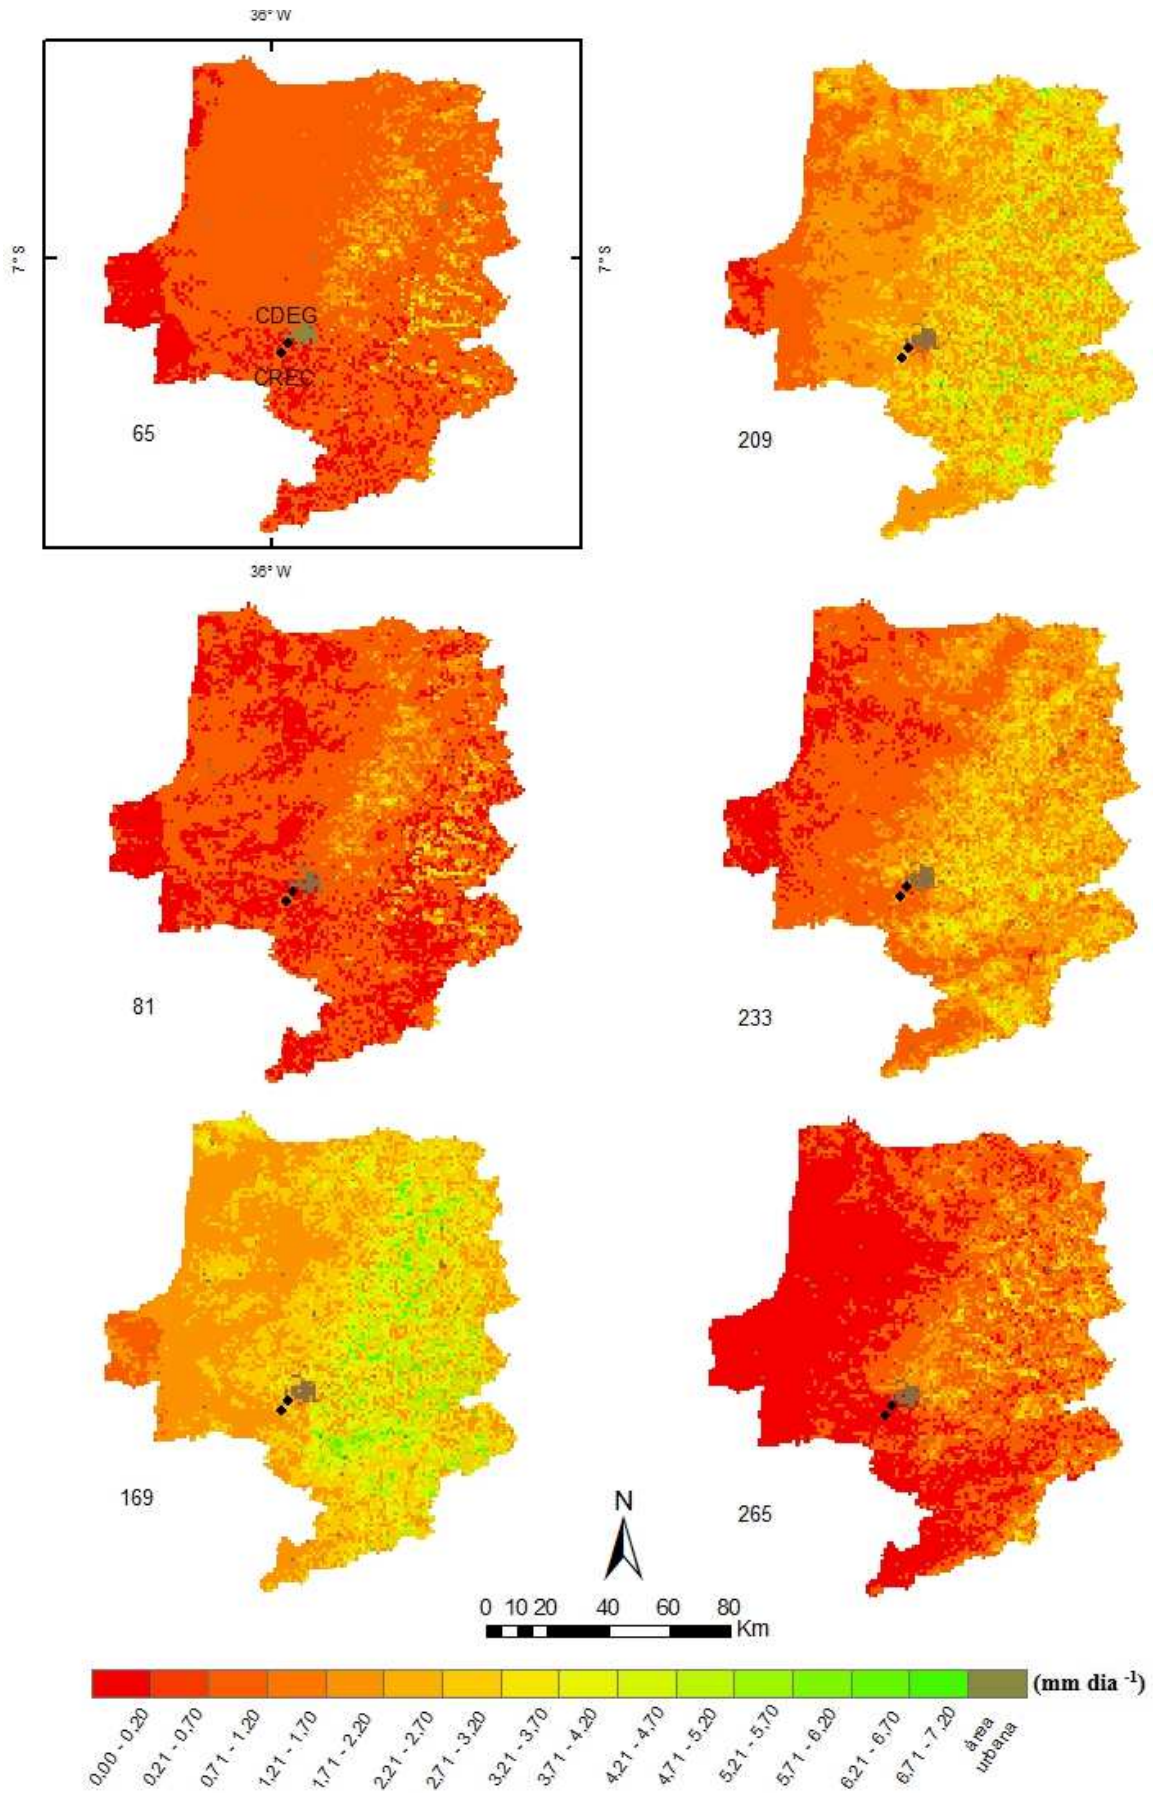 36° W
7° S
7° S
CDEG
CREC
65
209
36° W
81
233
169
265
N
0 10 20 40 60 80
Km
(mm dia -1)
0,00 - 0,20
0,21 - 0,70
0,71 - 1,20
1,21 - 1,70
1,71 - 2,20
2,21 - 2,70
2,71 - 3,20
3,21 - 3,70
3,71 - 4,20
4,21 - 4,70
4,71 - 5,20
5,21 - 5,70
5,71 - 6,20
6,21 - 6,70
6,71 - 7,20
àrea
urbana